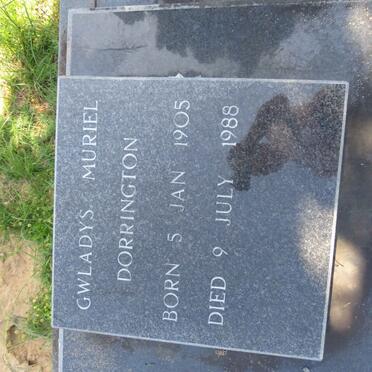 GWLADYS MURIEL
DORRINGTON
BORN 5 JAN 1905
DIED 9 JULY 1988